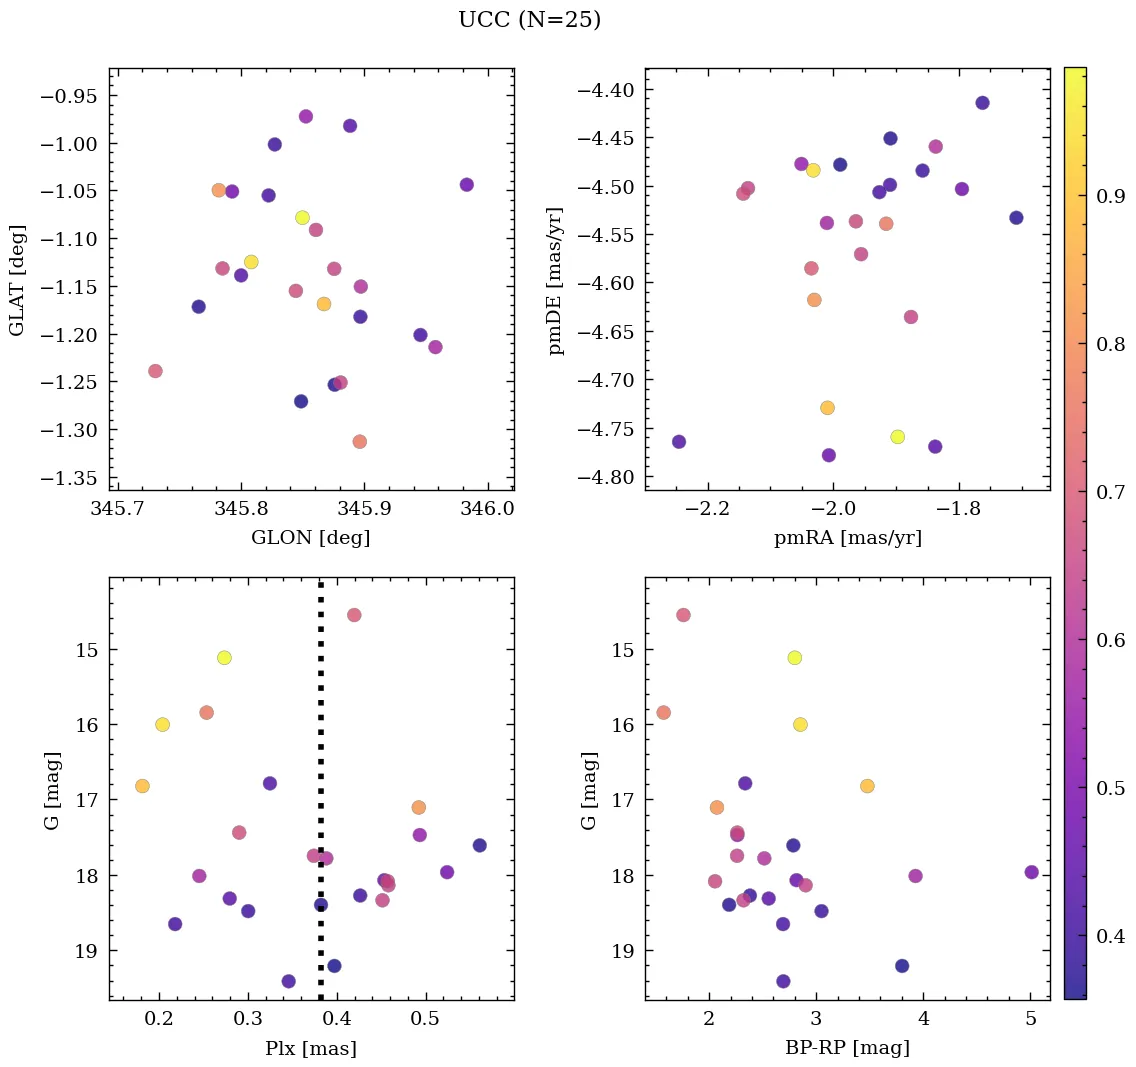 UCC (N=25)
−0.95
−1.00
−1.05
−1.10
−1.15
−1.20
−1.25
−1.30
−1.35
GLAT [deg]
345.7 345.8 345.9 346.0
GLON [deg]
−4.40
−4.45
−4.50
−4.55
−4.60
−4.65
−4.70
−4.75
−4.80
pmDE [mas/yr]
−2.2 −2.0 −1.8
pmRA [mas/yr]
15
16
17
18
19
G [mag]
0.2 0.3 0.4 0.5
Plx [mas]
15
16
17
18
19
G [mag]
2 3 4 5
BP-RP [mag]
0.9
0.8
0.7
0.6
0.5
0.4